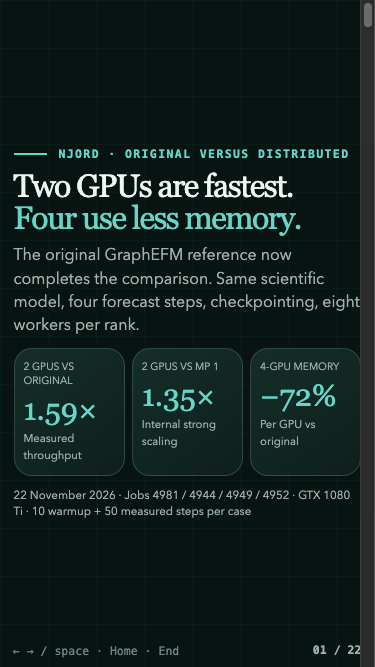 NJORD · ORIGINAL VERSUS DISTRIBUTED
Two GPUs are fastest.
Four use less memory.
The original GraphEFM reference now
completes the comparison. Same scientific
model, four forecast steps, checkpointing, eight
workers per rank.
2 GPUS VS
ORIGINAL
1.59×
Measured
throughput
2 GPUS VS MP 1
1.35×
Internal strong
scaling
4-GPU MEMORY
−72%
Per GPU vs
original
22 November 2026 · Jobs 4981 / 4944 / 4949 / 4952 · GTX 1080
Ti · 10 warmup + 50 measured steps per case
← → / space · Home · End
01 / 22